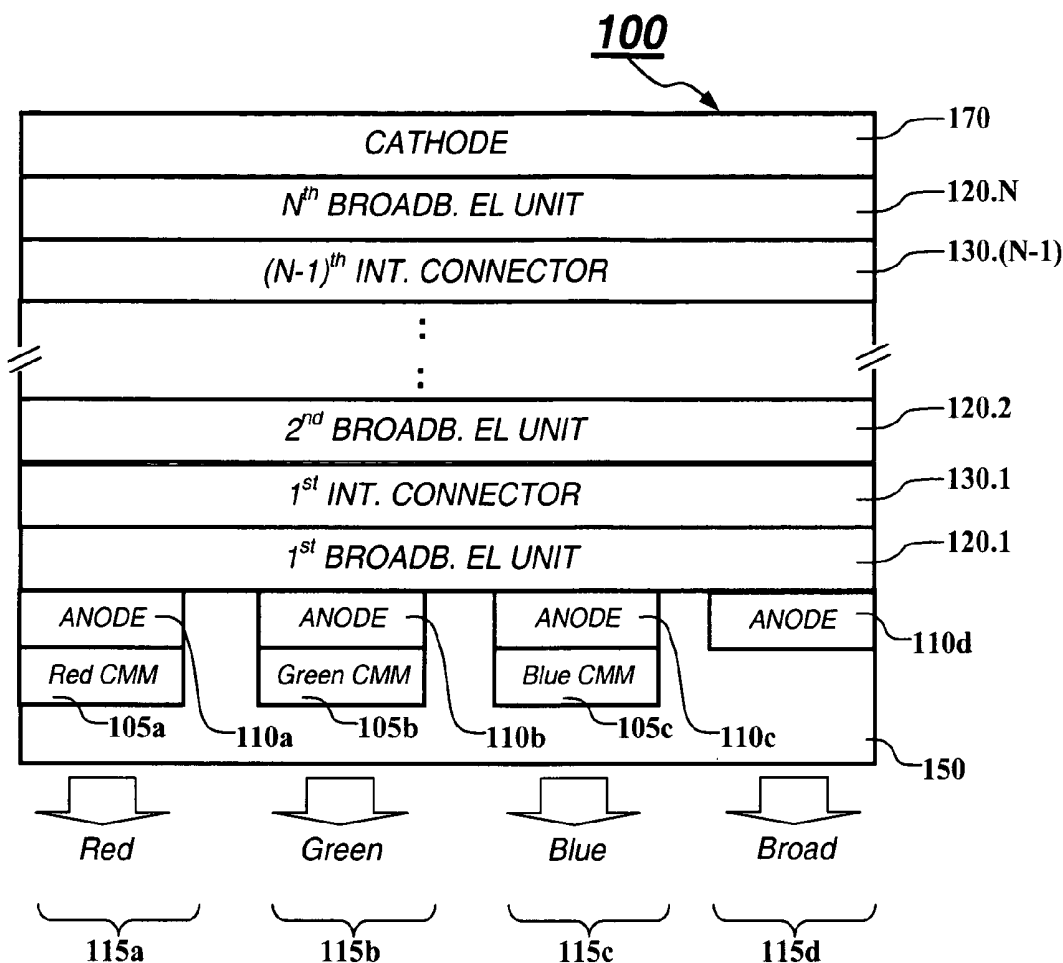 100
CATHODE
170
Nth BROADB. EL UNIT
120.N
(N-1)th INT. CONNECTOR
130.(N-1)
2nd BROADB. EL UNIT
120.2
1st INT. CONNECTOR
130.1
1st BROADB. EL UNIT
120.1
ANODE ANODE ANODE ANODE
110d
Red CMM Green CMM Blue CMM
105a 110a 105b 110b 105c 110c
150
Red Green Blue Broad
115a 115b 115c 115d